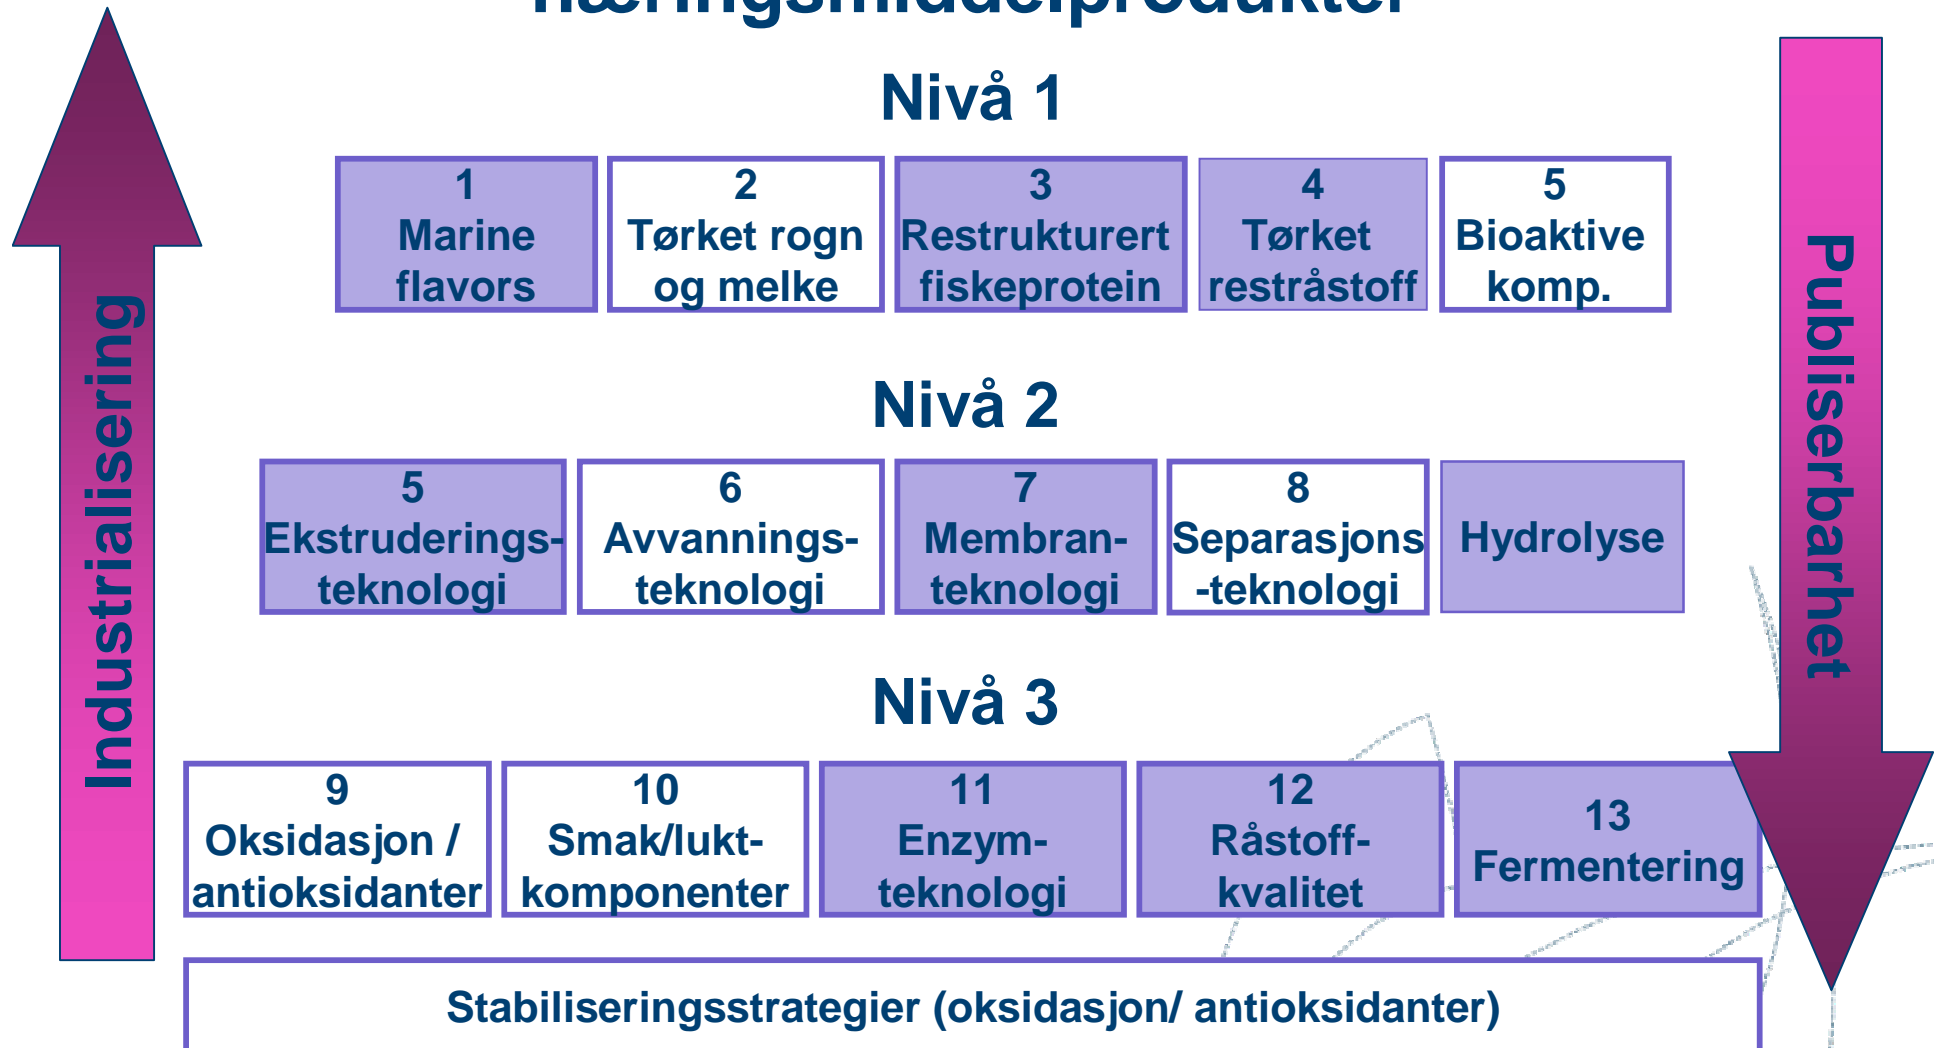 næringsmiddelprodukter
Nivå 1
1
Marine
flavors
2
Tørket rogn
og melke
3
Restrukturert
fiskeprotein
4
Tørket
restråstoff
5
Bioaktive
komp.
Industrialisering
Publiserbarhet
Nivå 2
5
Ekstruderings-
teknologi
6
Avvannings-
teknologi
7
Membran-
teknologi
8
Separasjons
-teknologi
Hydrolyse
Nivå 3
9
Oksidasjon /
antioksidanter
10
Smak/lukt-
komponenter
11
Enzym-
teknologi
12
Råstoff-
kvalitet
13
Fermentering
Stabiliseringsstrategier (oksidasjon/ antioksidanter)